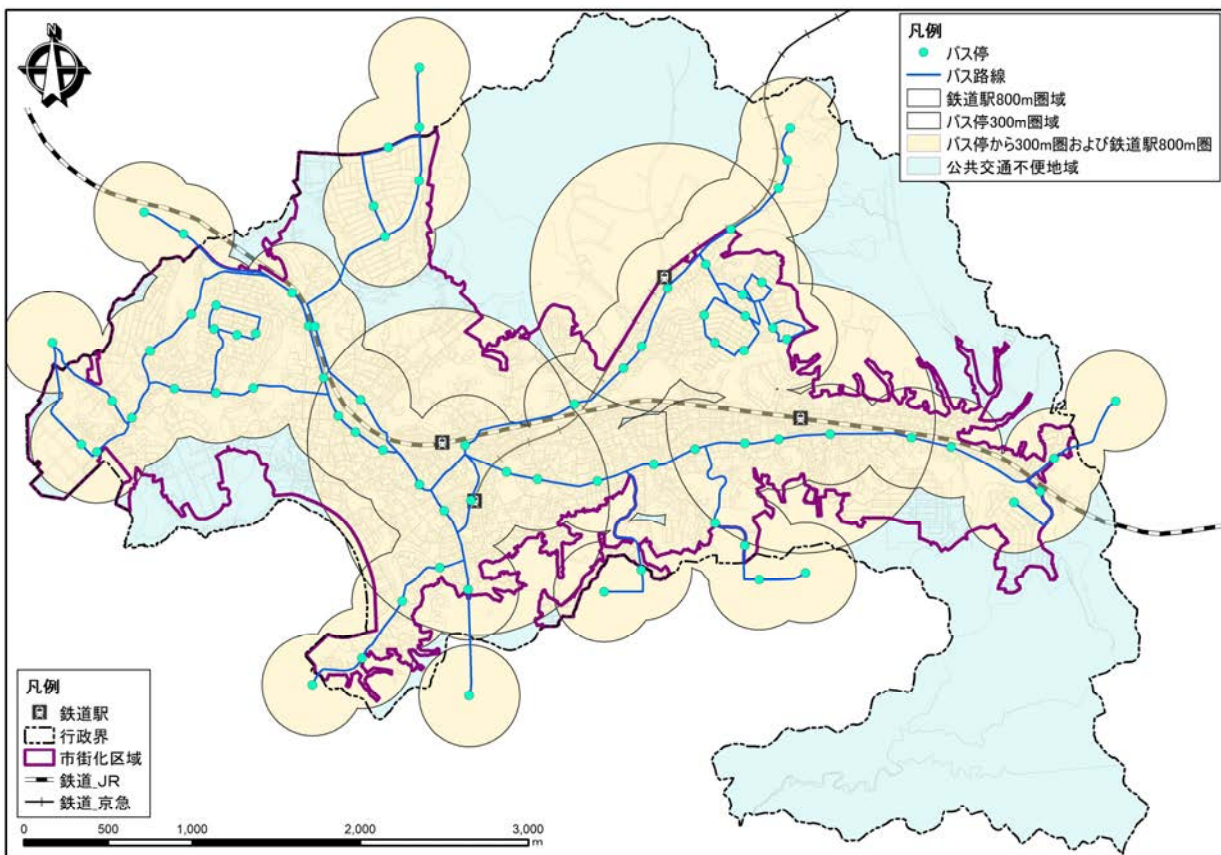 N
凡例
バス停
バス路線
鉄道駅800m圏域
バス停300m圏域
バス停から300m圏および鉄道駅800m圏
公共交通不便地域
凡例
鉄道駅
行政界
市街化区域
鉄道_JR
鉄道_京急
0 500 1,000 2,000 3,000
m